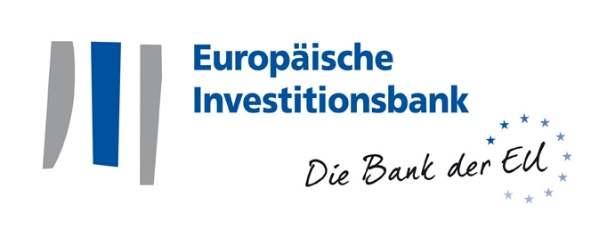 Europäische
Investitionsbank
Die Bank der EU